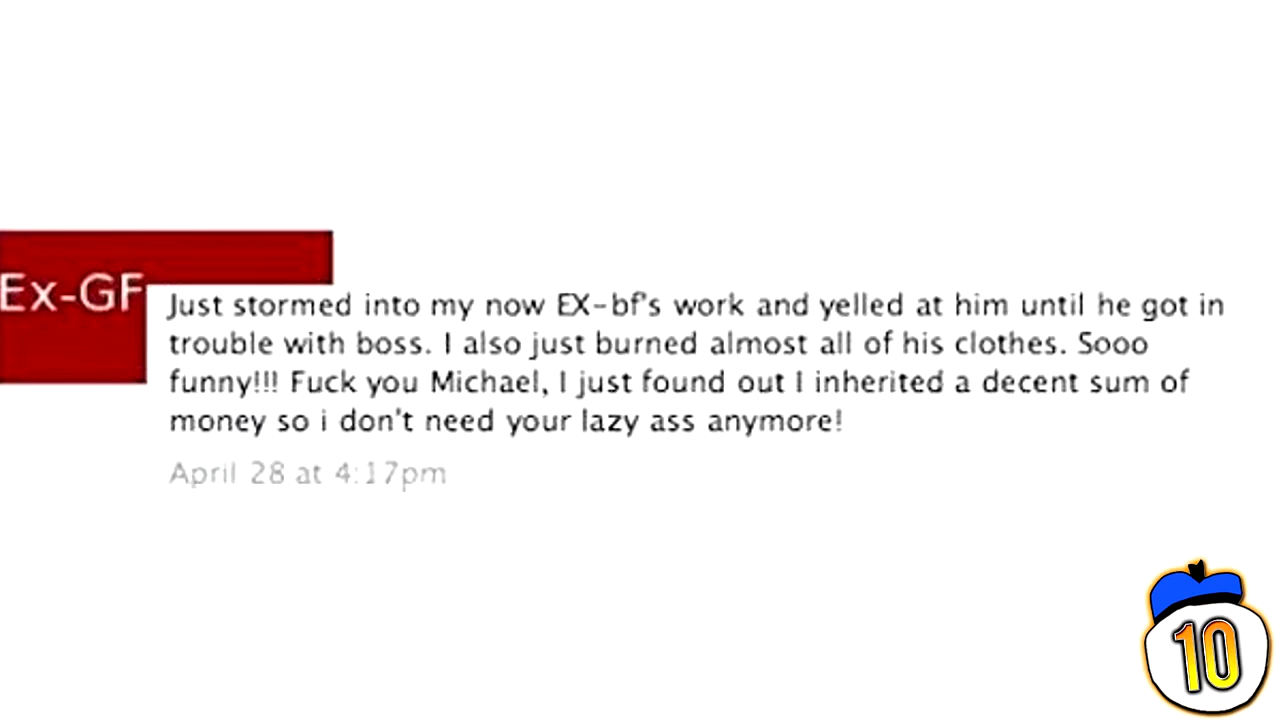 Ex-GF
Just stormed into my now EX-bf's work and yelled at him until he got in
trouble with boss. I also just burned almost all of his clothes. Sooo
funny!!! Fuck you Michael, I just found out I inherited a decent sum of
money so i don't need your lazy ass anymore!
April 28 at 4:17pm
10